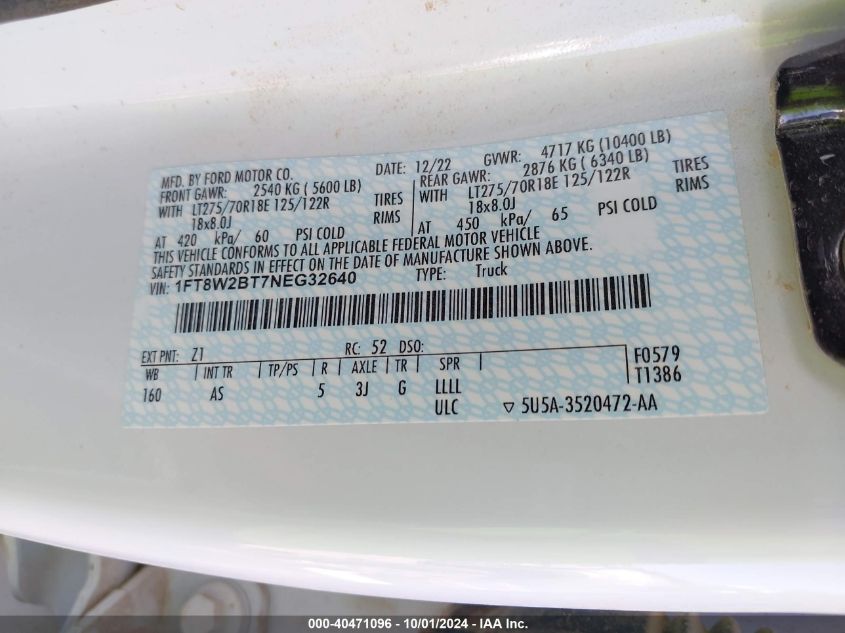 MFD. BY FORD MOTOR CO. DATE: 12/22 GVWR: 4717 KG (10400 LB)
FRONT GAWR: 2540 KG ( 5600 LB) REAR GAWR: 2876 KG ( 6340 LB)
WITH LT275/70R18E 125/122R TIRES WITH LT275/70R18E 125/122R TIRES
18x8.0J RIMS 18x8.0J RIMS
AT 420 kPa/ 60 PSI COLD AT 450 kPa/ 65 PSI COLD
THIS VEHICLE CONFORMS TO ALL APPLICABLE FEDERAL MOTOR VEHICLE
SAFETY STANDARDS IN EFFECT ON THE DATE OF MANUFACTURE SHOWN ABOVE.
VIN: 1FT8W2BT7NEG32640 TYPE: Truck
EXT PNT: Z1 RC: 52 DSO:
WB INT TR TP/PS R AXLE TR SPR F0579
160 AS 5 3J G LLLL T1386
ULC ▽ 5U5A-3520472-AA
000-40471096 - 10/01/2024 - IAA Inc.